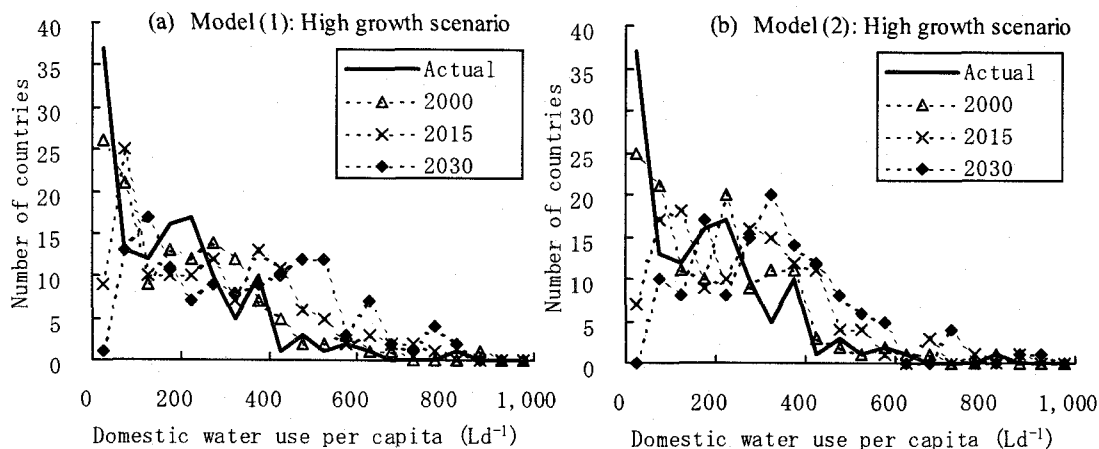 (a) Model (1): High growth scenario
Number of countries
40
35
30
25
20
15
10
5
0
Actual
2000
2015
2030
0 200 400 600 800 1,000
Domestic water use per capita (Ld⁻¹)
(b) Model (2): High growth scenario
Number of countries
40
35
30
25
20
15
10
5
0
Actual
2000
2015
2030
0 200 400 600 800 1,000
Domestic water use per capita (Ld⁻¹)